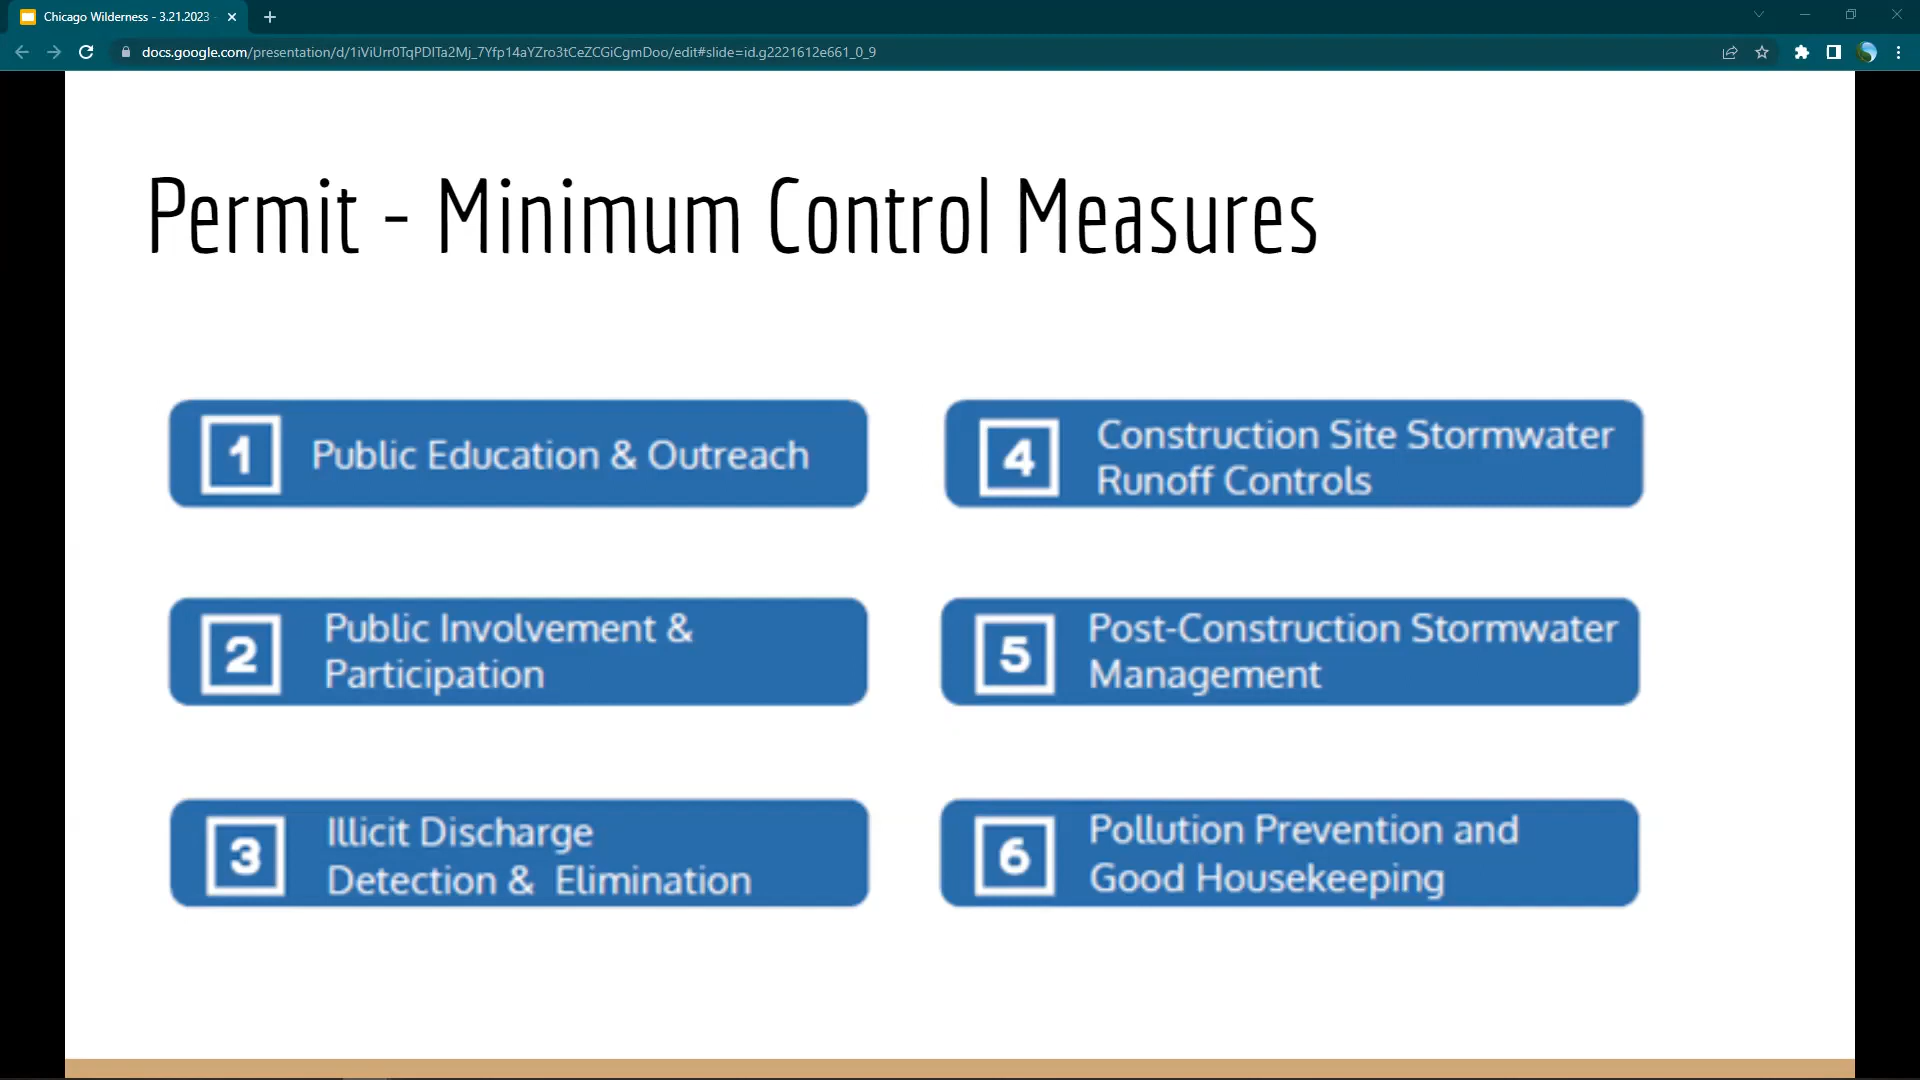 Chicago Wilderness - 3.21.2023
docs.google.com/presentation/d/1iViUrr0TqPDlTa2Mj_7Yfp14aYZro3tCeZCGiCgmDoo/edit#slide=id.g2221612e661_0_9
Permit - Minimum Control Measures
1 Public Education & Outreach
2 Public Involvement &
Participation
3 Illicit Discharge
Detection & Elimination
4 Construction Site Stormwater
Runoff Controls
5 Post-Construction Stormwater
Management
6 Pollution Prevention and
Good Housekeeping